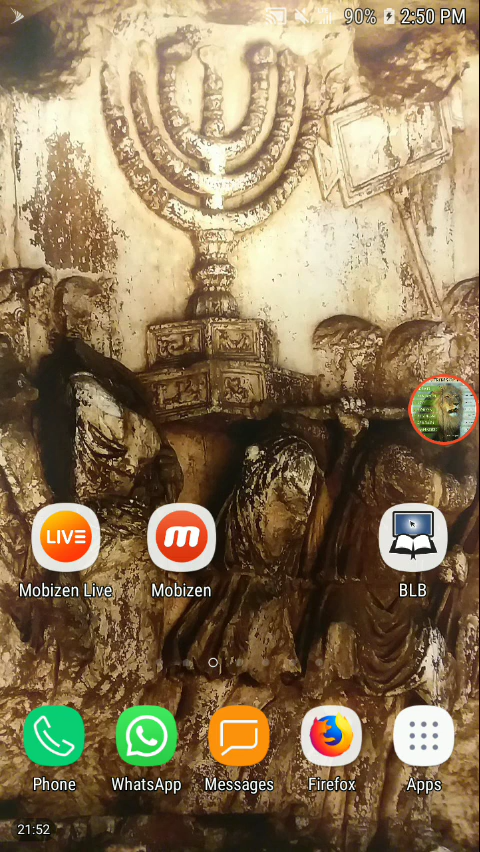 90% 2:50 PM
LIVE
Mobizen Live
Mobizen
BLB
Phone
WhatsApp
Messages
Firefox
Apps
21:52